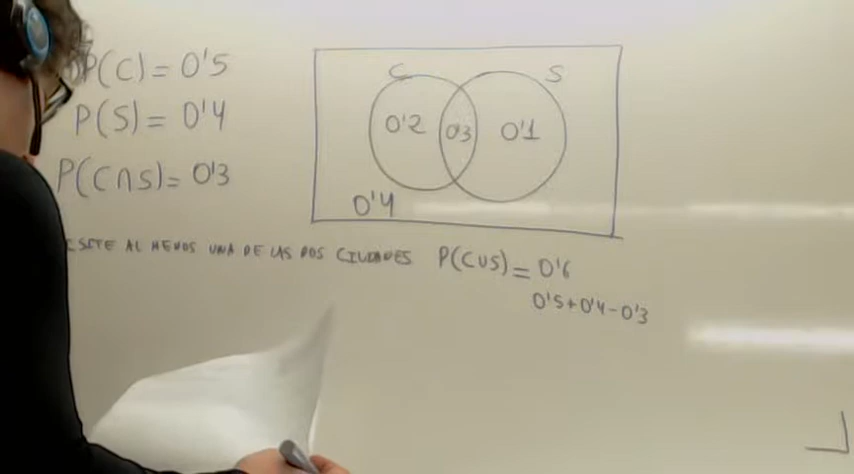 P(C) = 0'5
P(S) = 0'4
P(C∩S) = 0'3
C
S
0'2
0'3
0'1
0'4
AL MENOS UNA DE LAS DOS CIUDADES P(C∪S) = 0'6
0'5+0'4-0'3